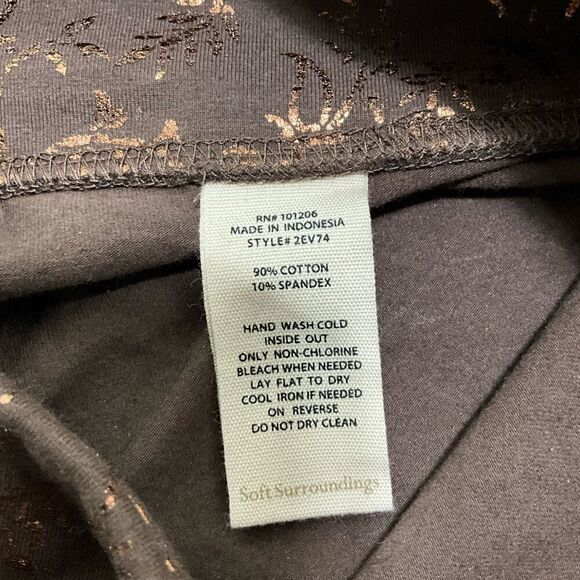 RN# 101206
MADE IN INDONESIA
STYLE# 2EV74
90% COTTON
10% SPANDEX
HAND WASH COLD
INSIDE OUT
ONLY NON-CHLORINE
BLEACH WHEN NEEDED
LAY FLAT TO DRY
COOL IRON IF NEEDED
ON REVERSE
DO NOT DRY CLEAN
Soft Surroundings